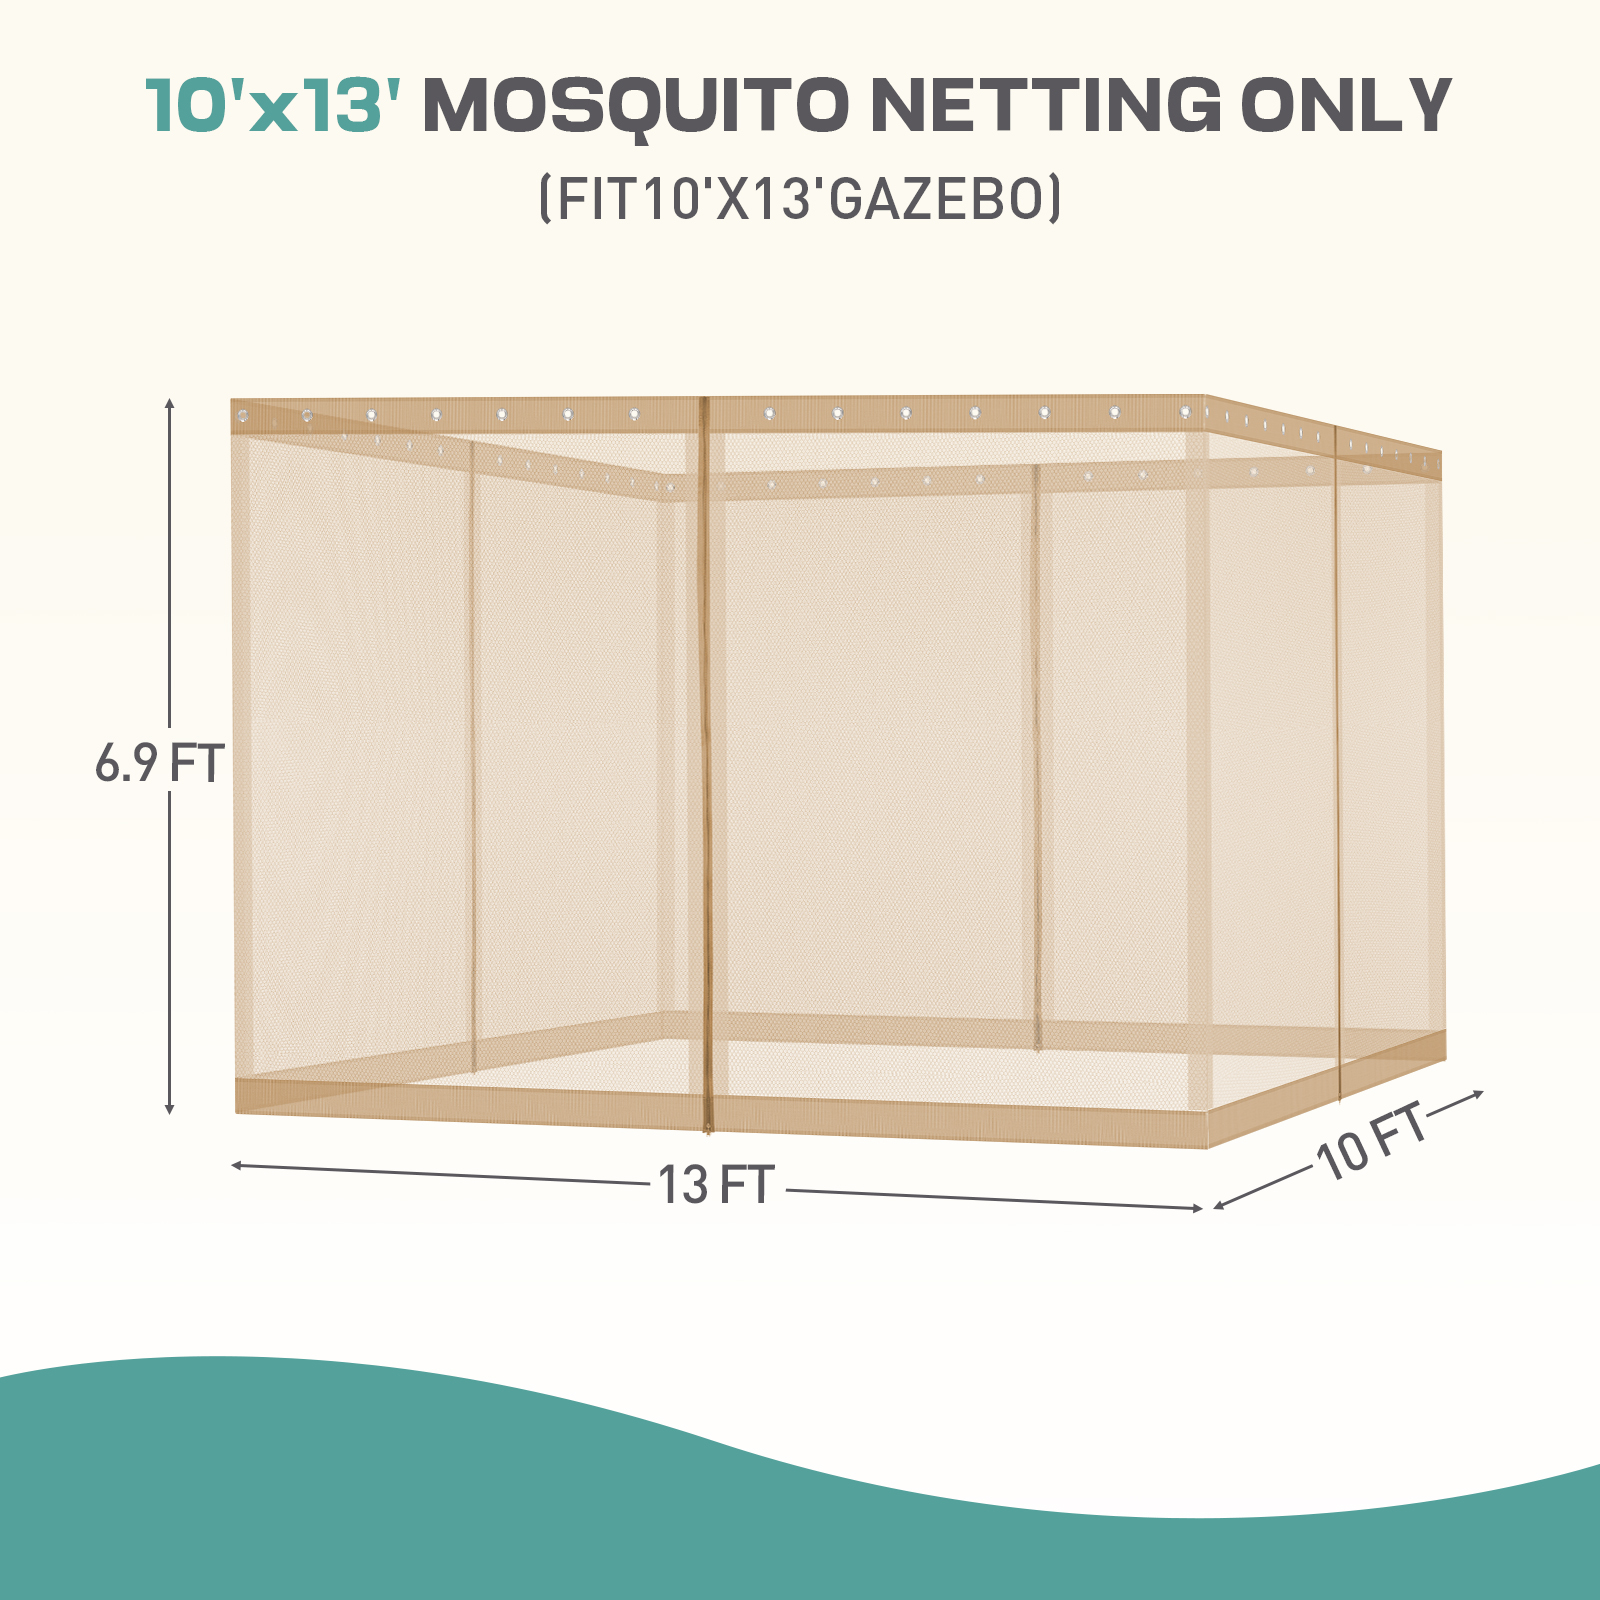 10'x13' MOSQUITO NETTING ONLY
(FIT10'X13'GAZEBO)
6.9 FT
13 FT
10 FT